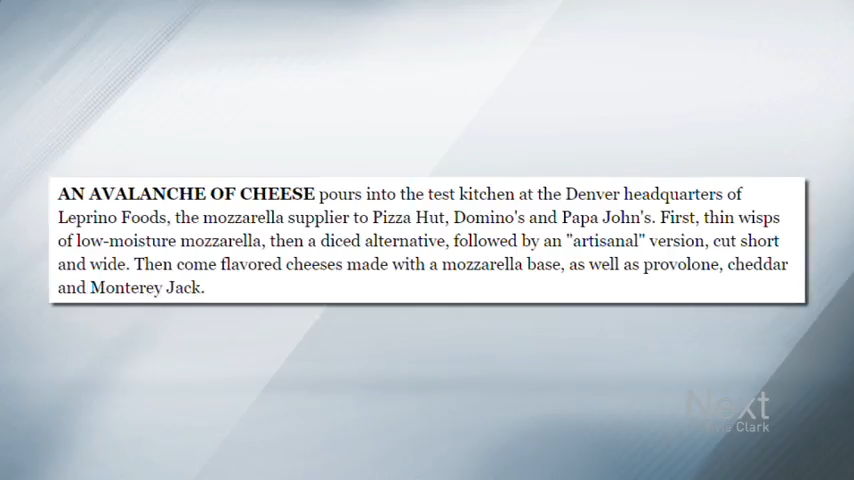 AN AVALANCHE OF CHEESE pours into the test kitchen at the Denver headquarters of
Leprino Foods, the mozzarella supplier to Pizza Hut, Domino's and Papa John's. First, thin wisps
of low-moisture mozzarella, then a diced alternative, followed by an "artisanal" version, cut short
and wide. Then come flavored cheeses made with a mozzarella base, as well as provolone, cheddar
and Monterey Jack.
Next
Clark